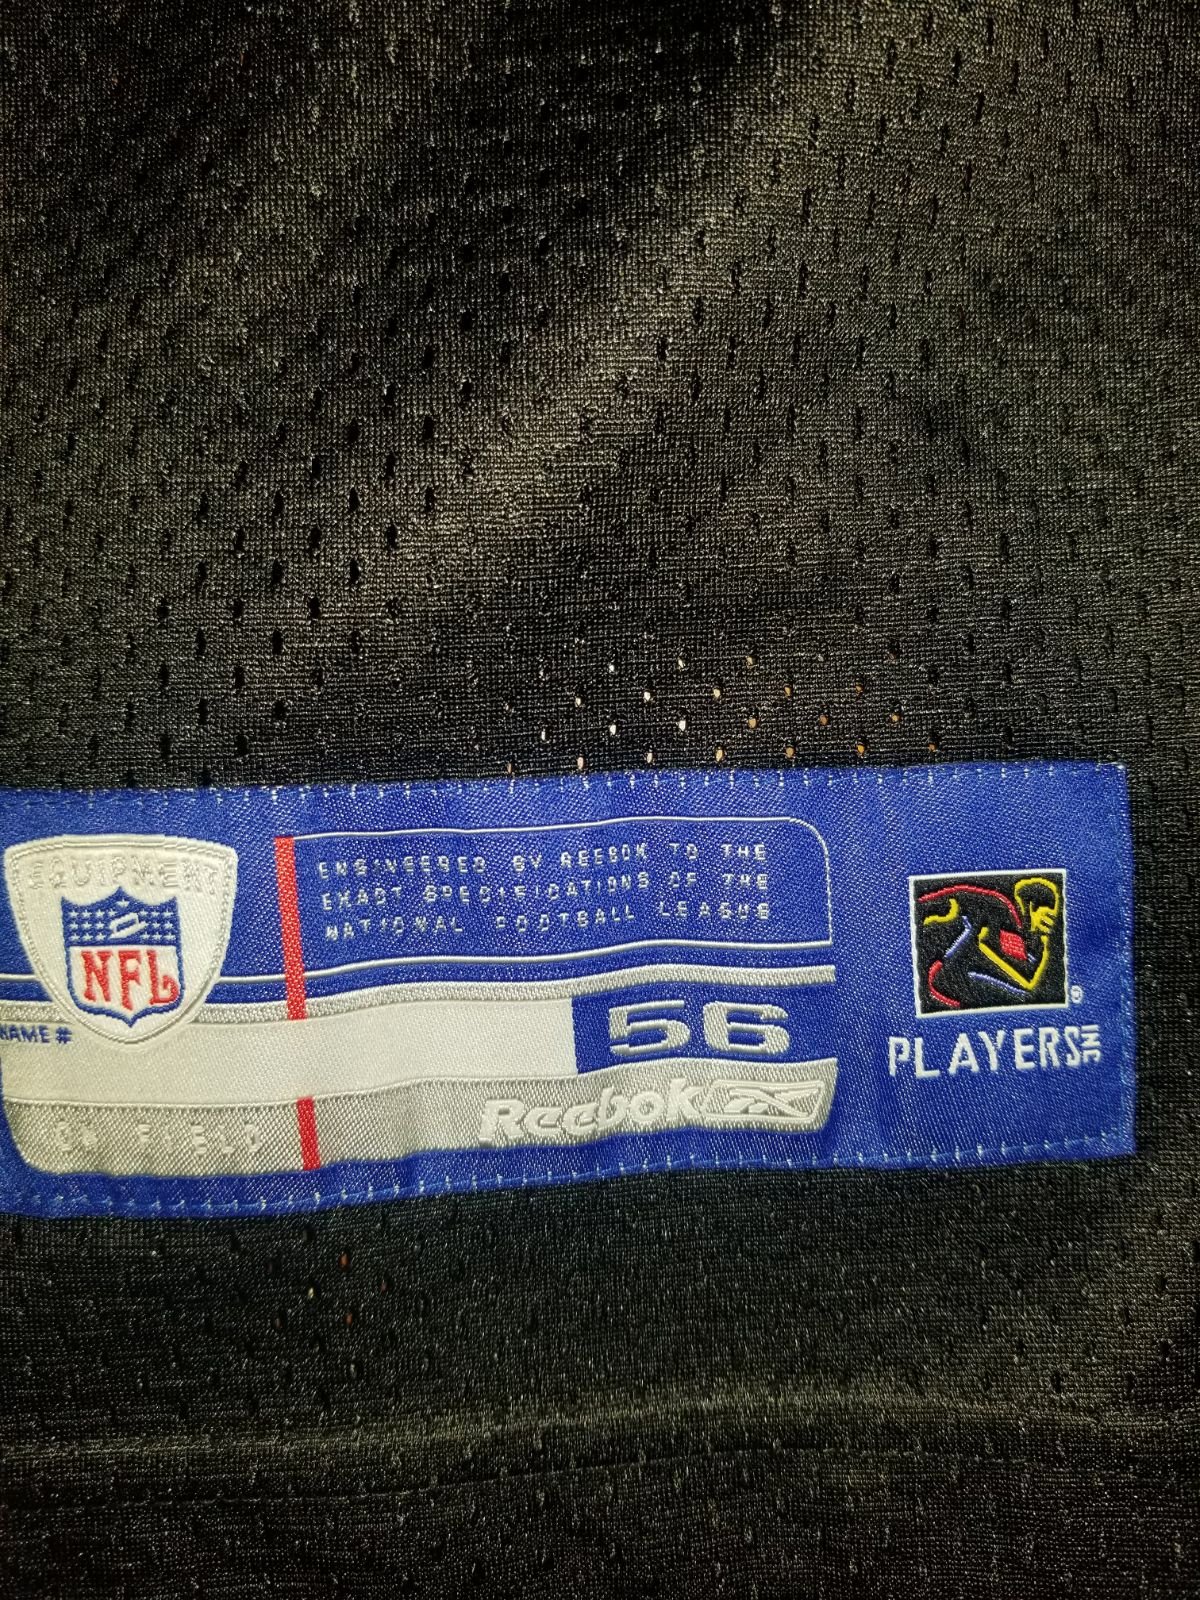 EQUIPMENT
NFL
ENGINEERED BY REEBOK TO THE
EXACT SPECIFICATIONS OF THE
NATIONAL FOOTBALL LEAGUE
NAME #
56
ON FIELD
Reebok
PLAYERS INC
®